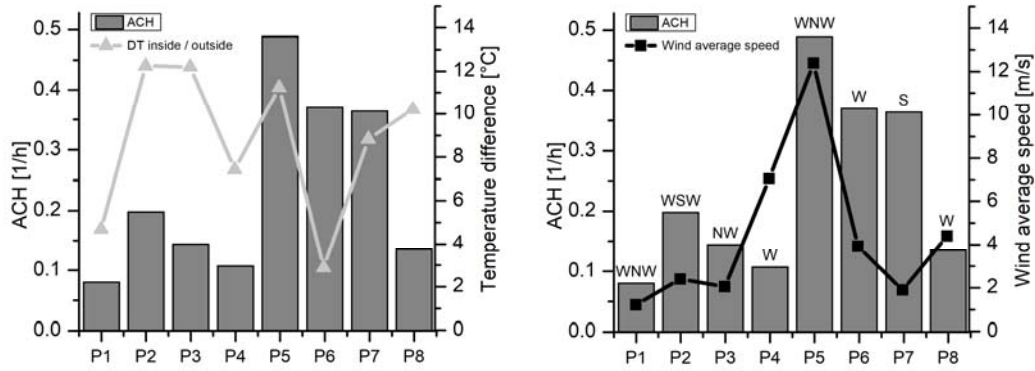 ACH
DT inside / outside
0.5
0.4
0.3
0.2
0.1
0.0
ACH [1/h]
14
12
10
8
6
4
2
0
Temperature difference [°C]
P1 P2 P3 P4 P5 P6 P7 P8
ACH
Wind average speed
WNW
WSW
NW
W
WNW
W
S
W
0.5
0.4
0.3
0.2
0.1
0.0
ACH [1/h]
14
12
10
8
6
4
2
0
Wind average speed [m/s]
P1 P2 P3 P4 P5 P6 P7 P8